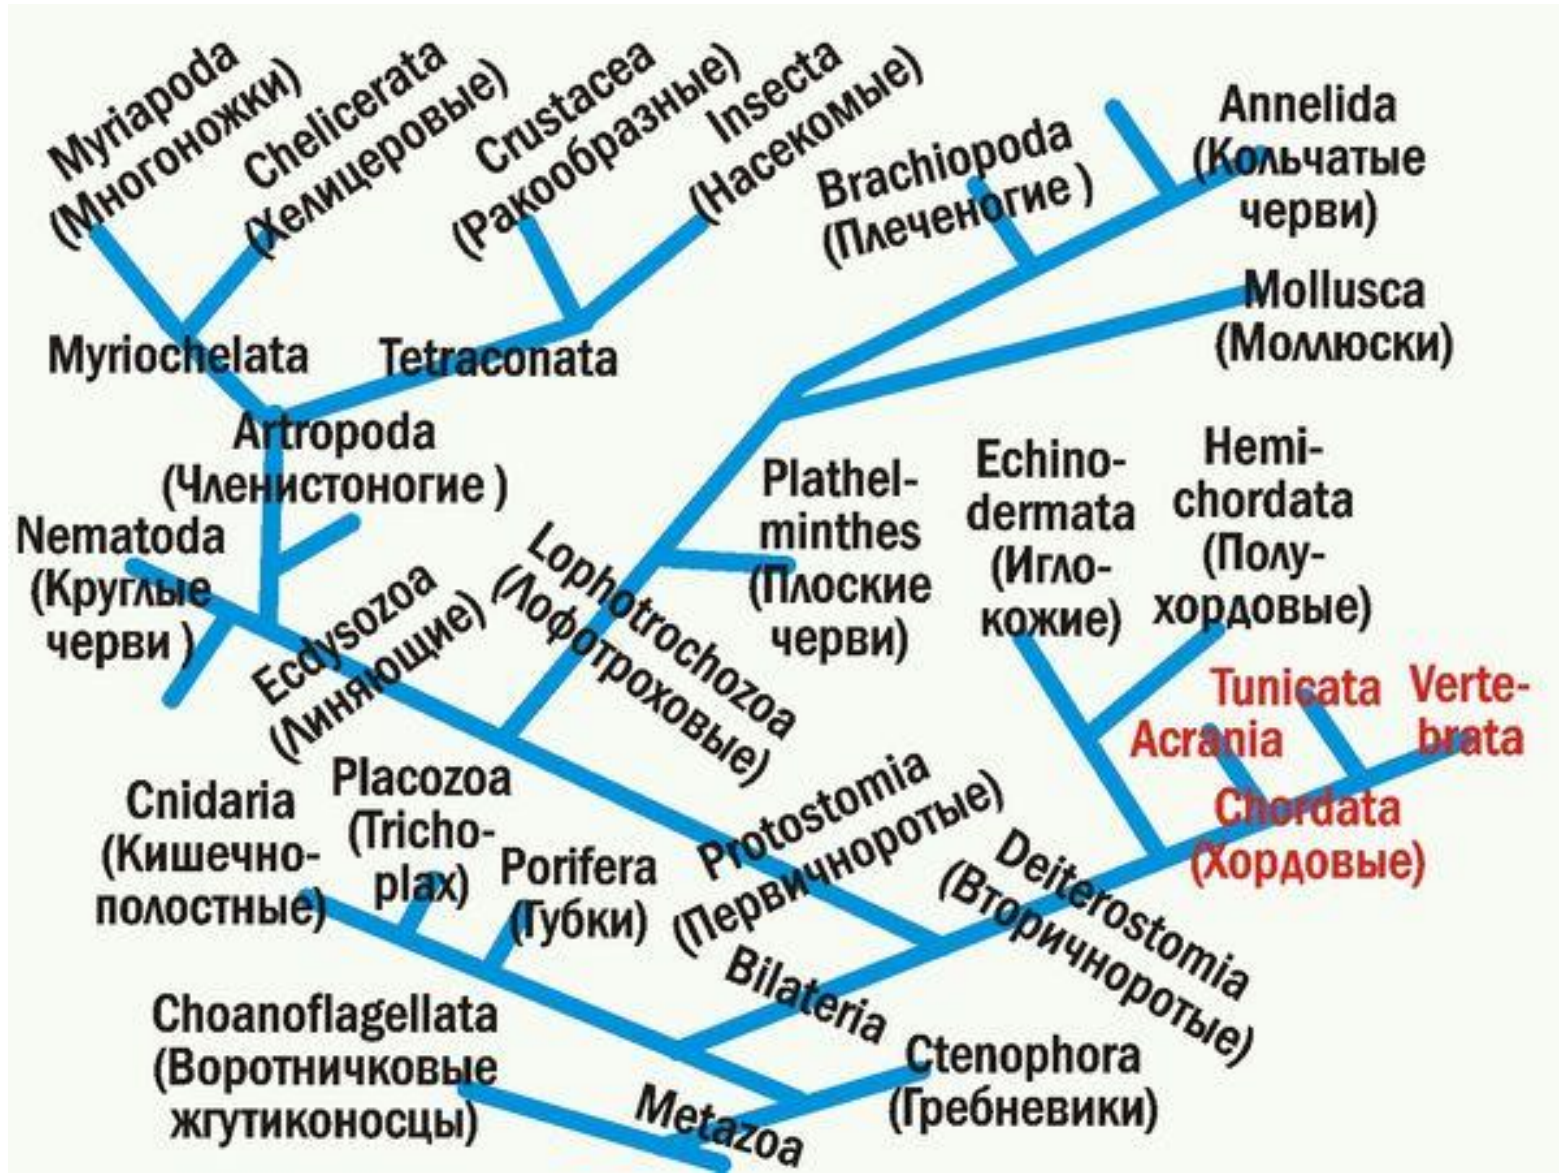 Myriapoda
(Многоножки)
Chelicerata
(Хелицеровые)
Crustacea
(Ракообразные)
Insecta
(Насекомые)
Brachiopoda
(Плеченогие )
Annelida
(Кольчатые
черви)
Mollusca
(Моллюски)
Myriochelata
Tetraconata
Artropoda
(Членистоногие )
Nematoda
(Круглые
черви )
Ecdysozoa
(Линяющие)
Lophotrochozoa
(Лофотроховые)
Plathel-
minthes
(Плоские
черви)
Echino-
dermata
(Игло-
кожие)
Hemi-
chordata
(Полу-
хордовые)
Tunicata
Verte-
brata
Acrania
Chordata
(Хордовые)
Cnidaria
(Кишечно-
полостные)
Placozoa
(Tricho-
plax)
Porifera
(Губки)
Protostomia
(Первичноротые)
Deiterostomia
(Вторичноротые)
Bilateria
Choanoflagellata
(Воротничковые
жгутиконосцы)
Metazoa
Ctenophora
(Гребневики)